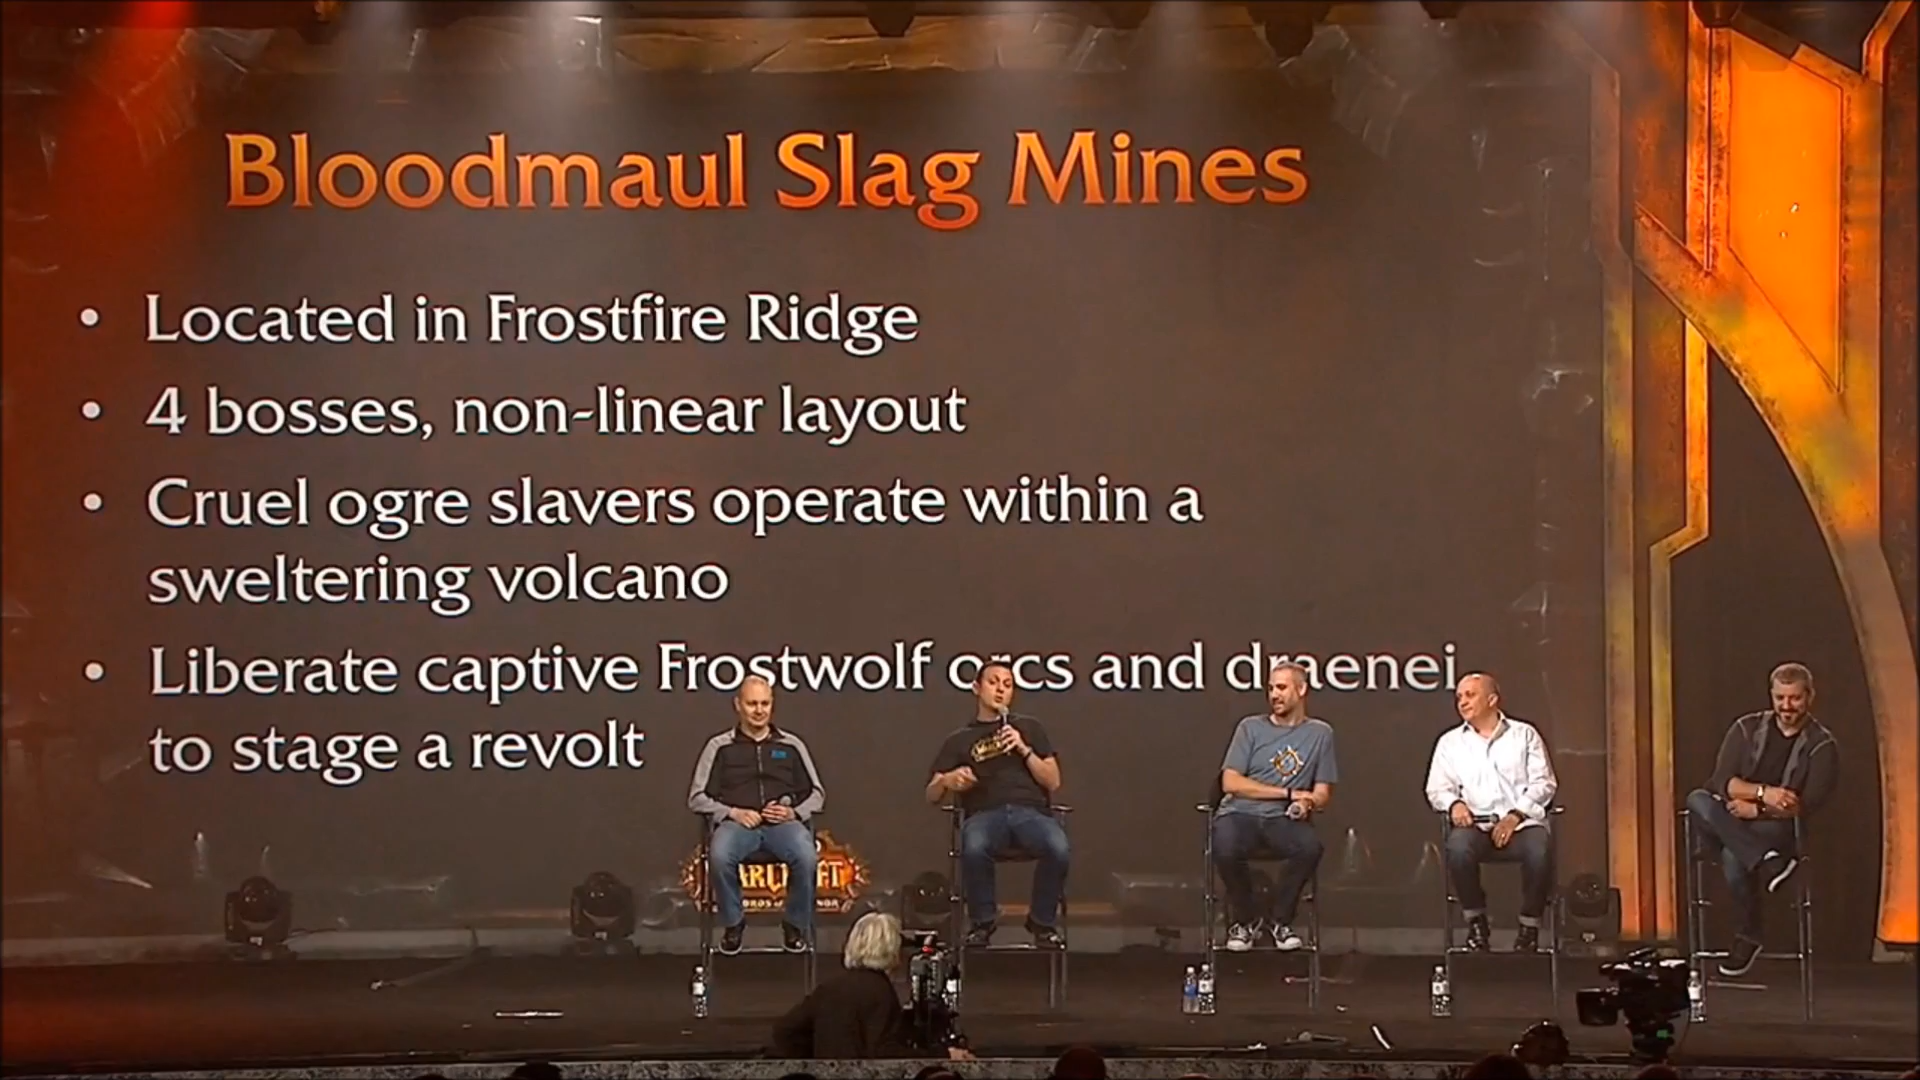 Bloodmaul Slag Mines
• Located in Frostfire Ridge
• 4 bosses, non-linear layout
• Cruel ogre slavers operate within a
sweltering volcano
• Liberate captive Frostwolf orcs and draenei
to stage a revolt